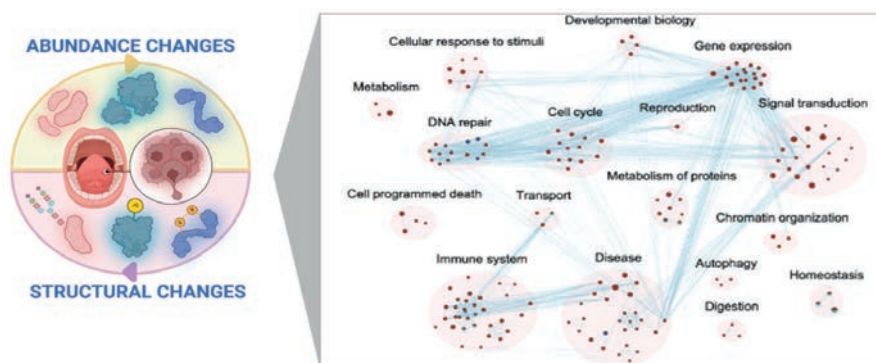 ABUNDANCE CHANGES
STRUCTURAL CHANGES
Developmental biology
Cellular response to stimuli
Gene expression
Metabolism
Signal transduction
Reproduction
Cell cycle
DNA repair
Metabolism of proteins
Cell programmed death
Transport
Chromatin organization
Immune system
Disease
Autophagy
Homeostasis
Digestion